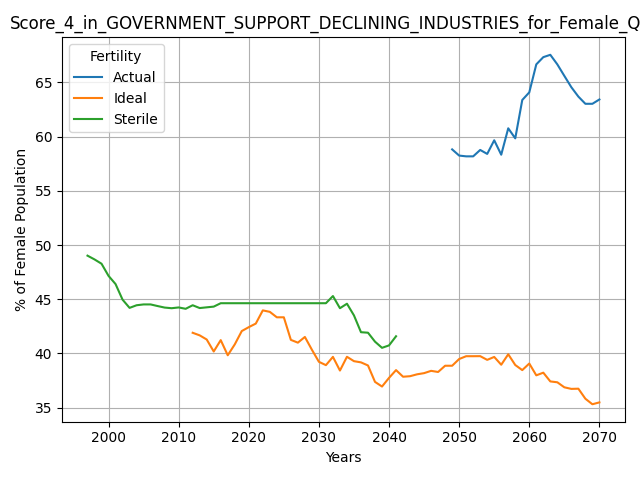 Score_4_in_GOVERNMENT_SUPPORT_DECLINING_INDUSTRIES_for_Female_Q
Fertility
Actual
Ideal
Sterile
% of Female Population
65
60
55
50
45
40
35
2000 2010 2020 2030 2040 2050 2060 2070
Years